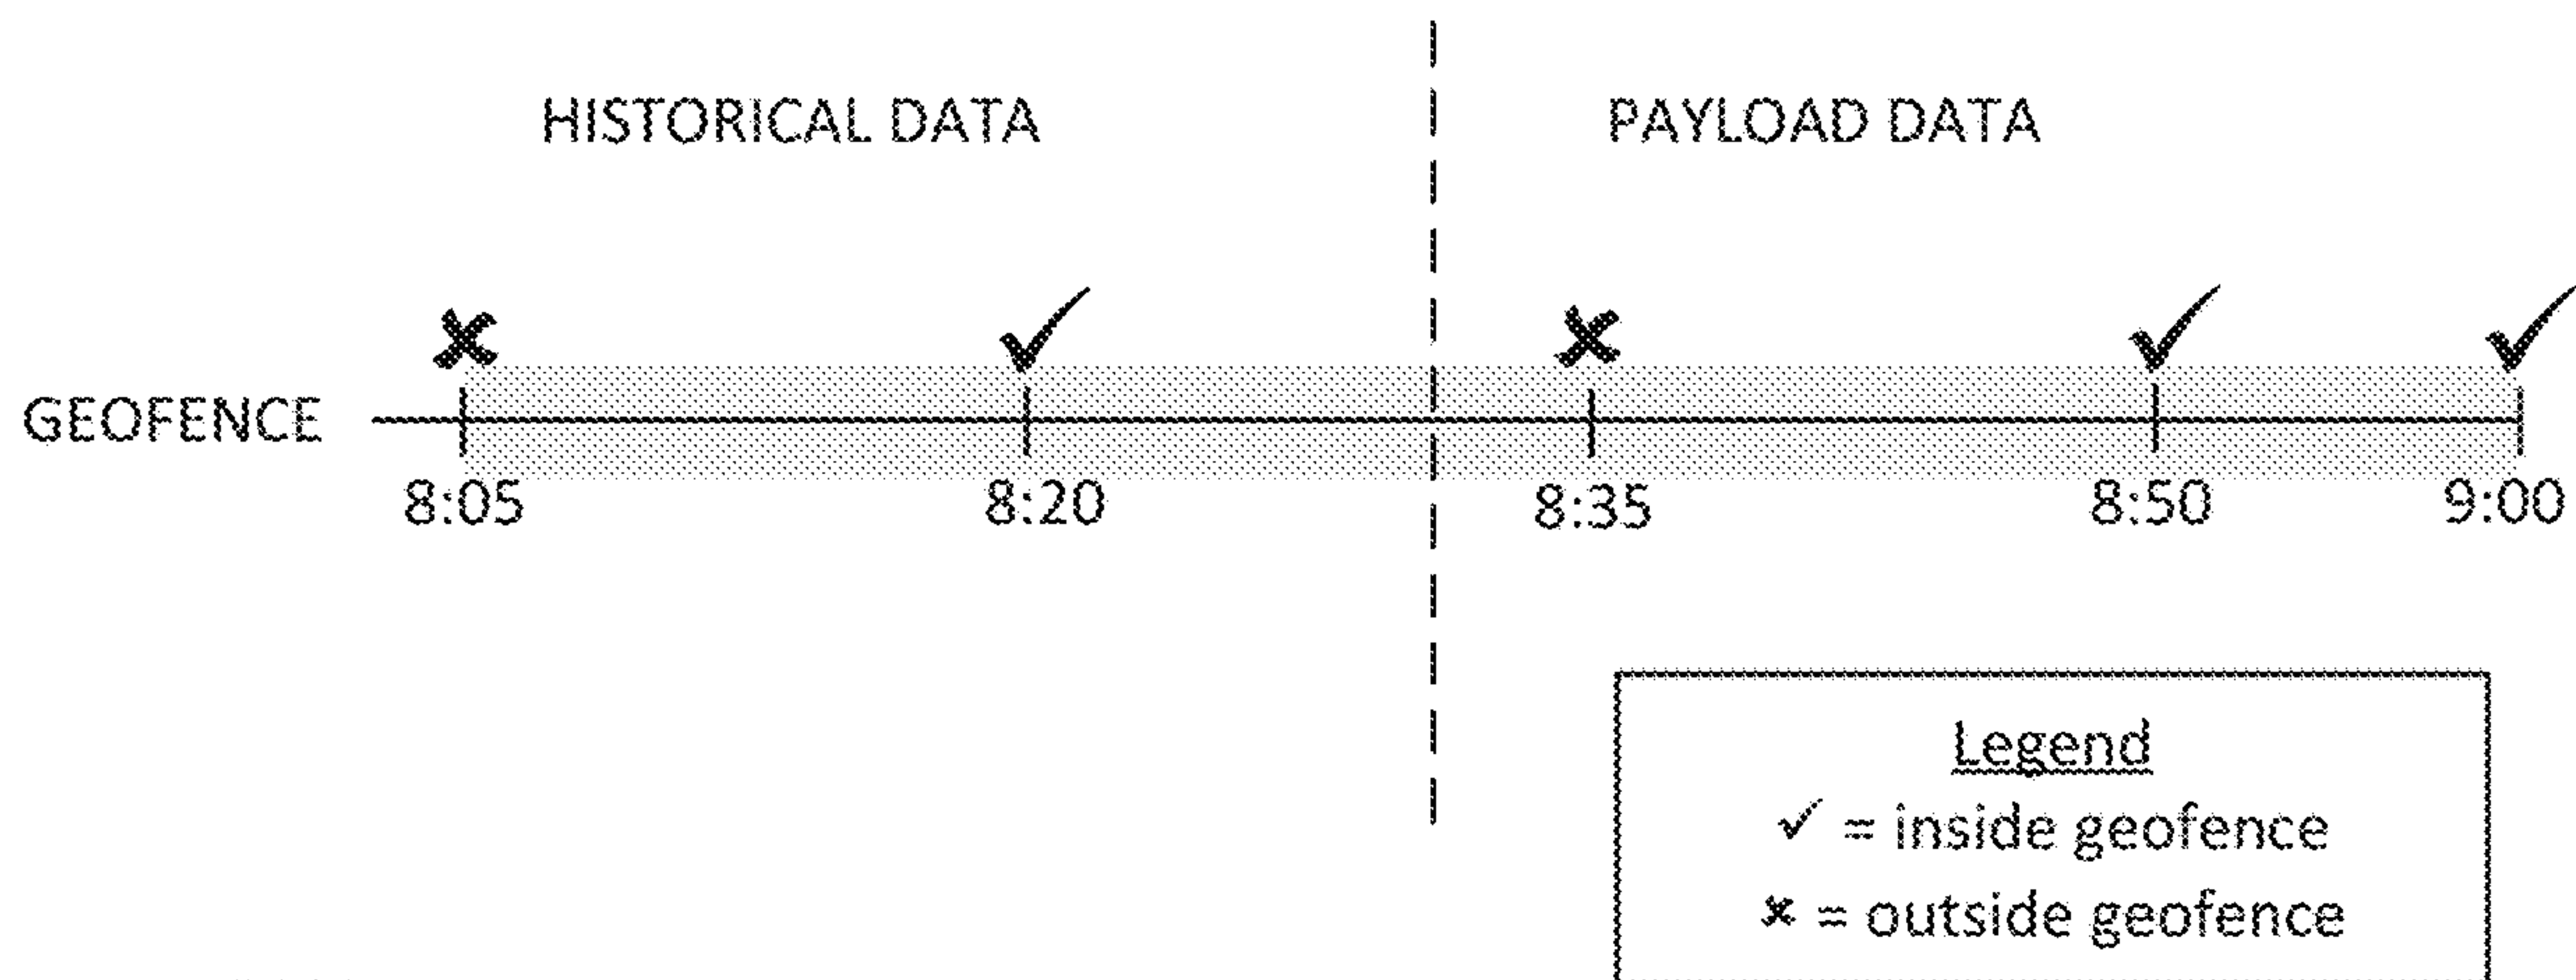 HISTORICAL DATA
PAYLOAD DATA
GEOFENCE
8:05 8:20 8:35 8:50 9:00
Legend
✓ = inside geofence
✗ = outside geofence